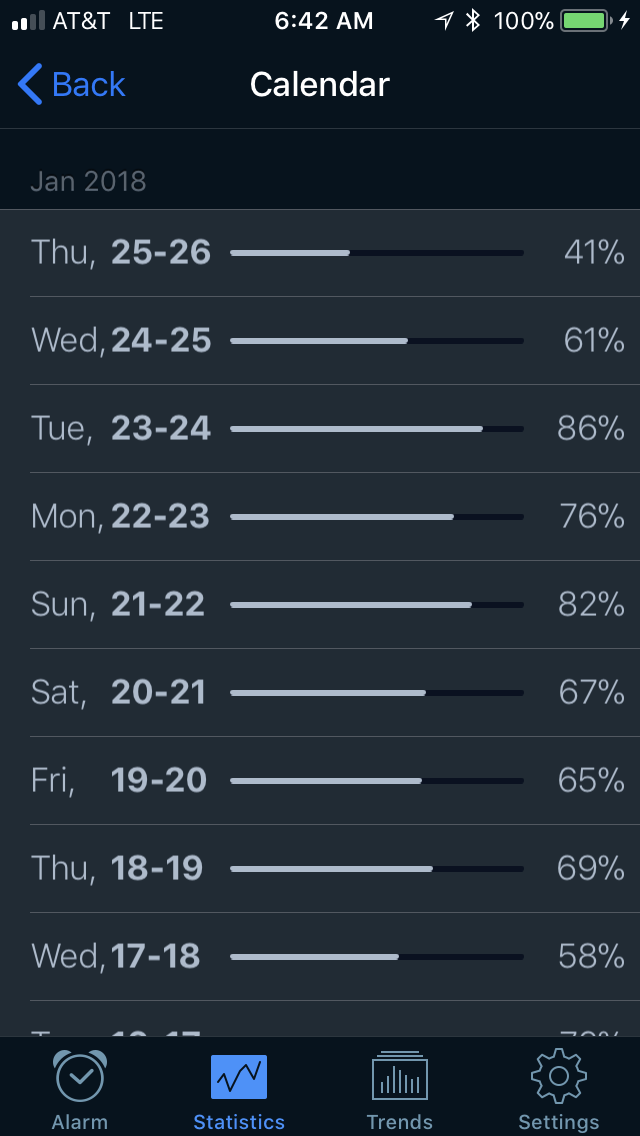 AT&T LTE 6:42 AM 100%
Back Calendar
Jan 2018
Thu, 25-26 41%
Wed, 24-25 61%
Tue, 23-24 86%
Mon, 22-23 76%
Sun, 21-22 82%
Sat, 20-21 67%
Fri, 19-20 65%
Thu, 18-19 69%
Wed, 17-18 58%
Alarm Statistics Trends Settings